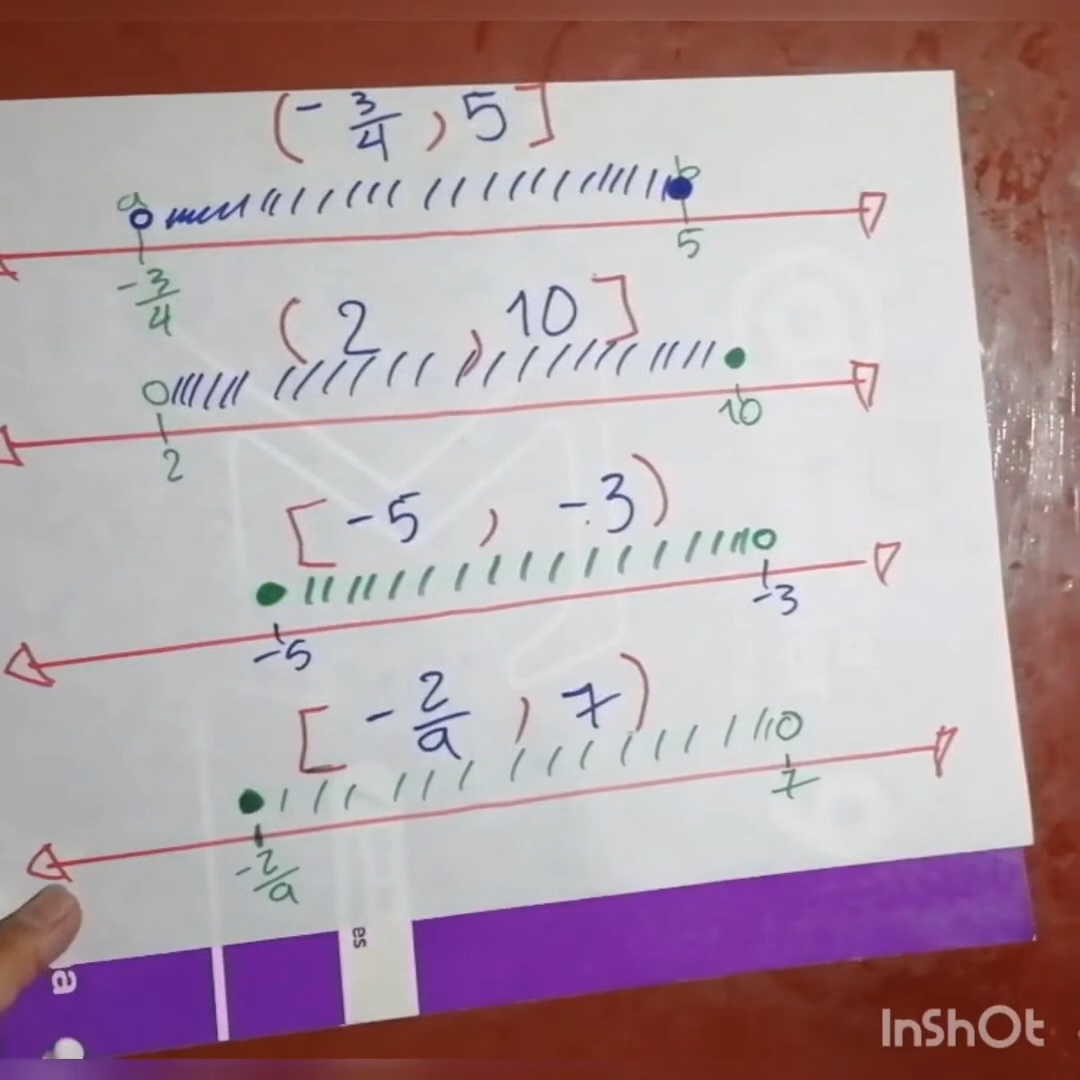 (-3/4, 5]
a b
-3/4 5
(2, 10]
2 10
[-5, -3)
-5 -3
[-2/9, 7)
-2/9 7
es
a
InShOt